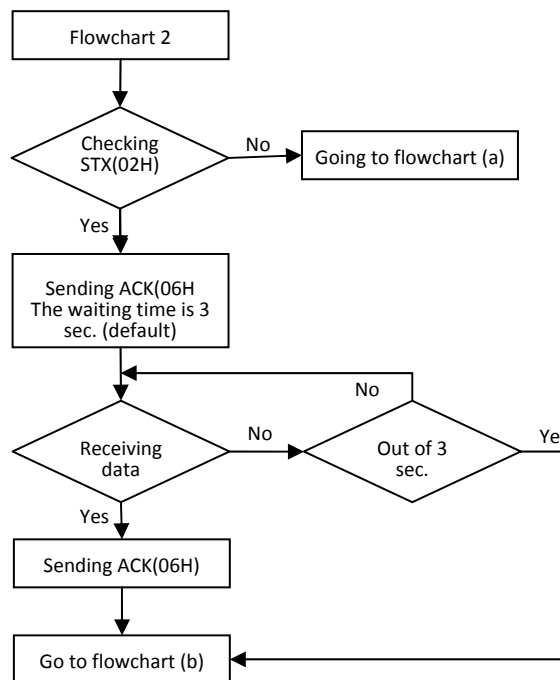 Flowchart 2
Checking
STX(02H)
No
Going to flowchart (a)
Yes
Sending ACK(06H
The waiting time is 3
sec. (default)
No
Receiving
data
No
Out of 3
sec.
Ye
Yes
Sending ACK(06H)
Go to flowchart (b)